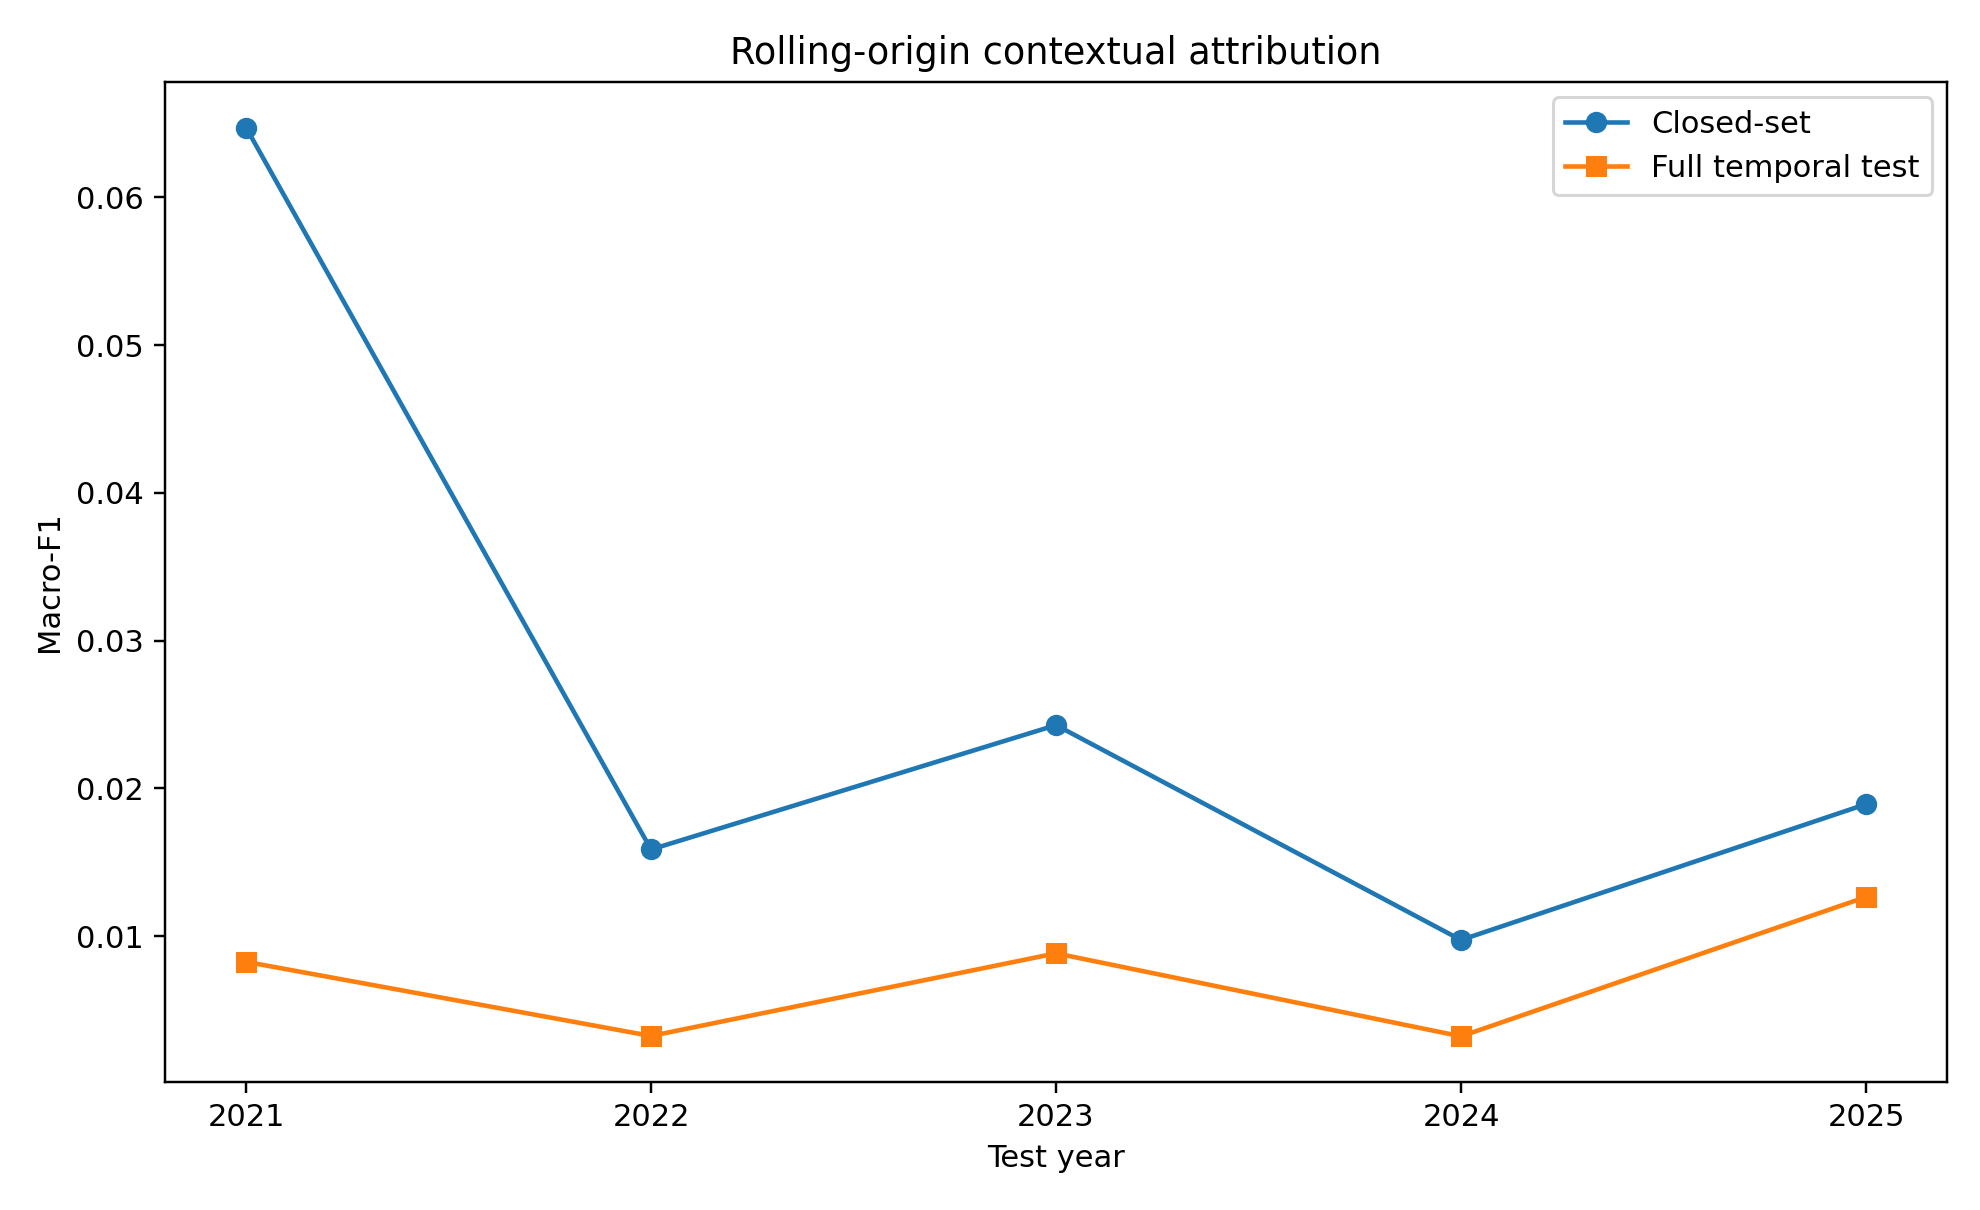 Rolling-origin contextual attribution
Closed-set
Full temporal test
0.06
0.05
0.04
0.03
0.02
0.01
Macro-F1
2021 2022 2023 2024 2025
Test year